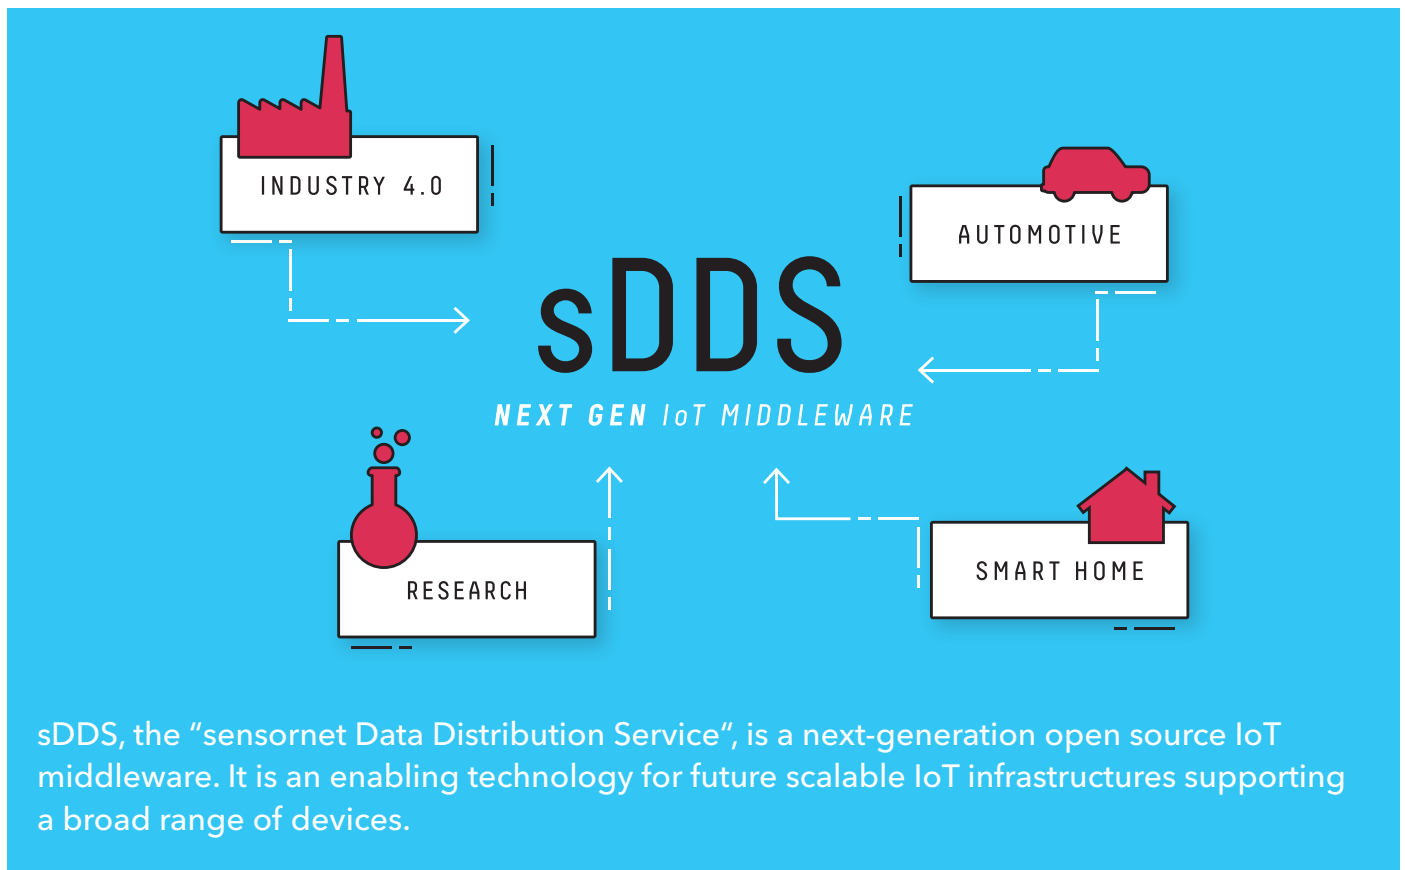 INDUSTRY 4.0
AUTOMOTIVE
sDDS
NEXT GEN IoT MIDDLEWARE
RESEARCH
SMART HOME
sDDS, the “sensornet Data Distribution Service“, is a next-generation open source IoT
middleware. It is an enabling technology for future scalable IoT infrastructures supporting
a broad range of devices.